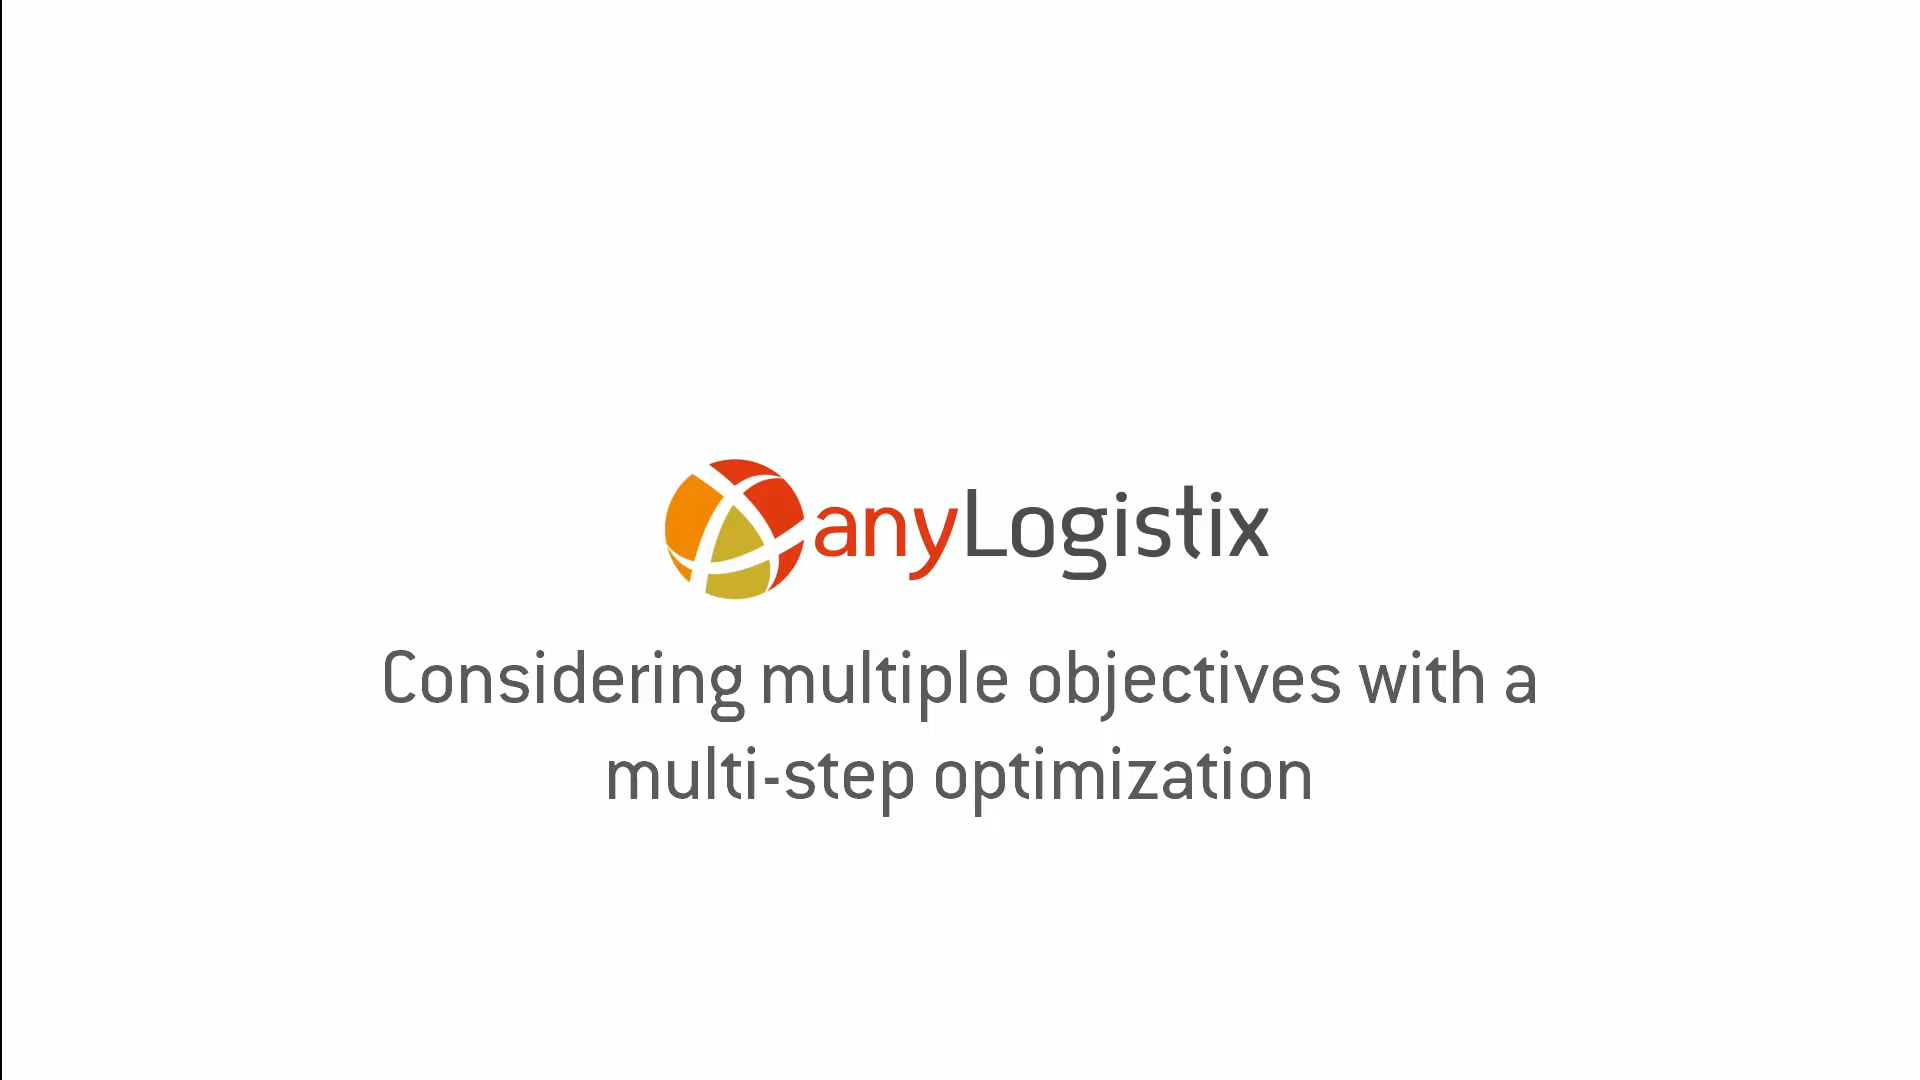 anyLogistix
Considering multiple objectives with a
multi-step optimization